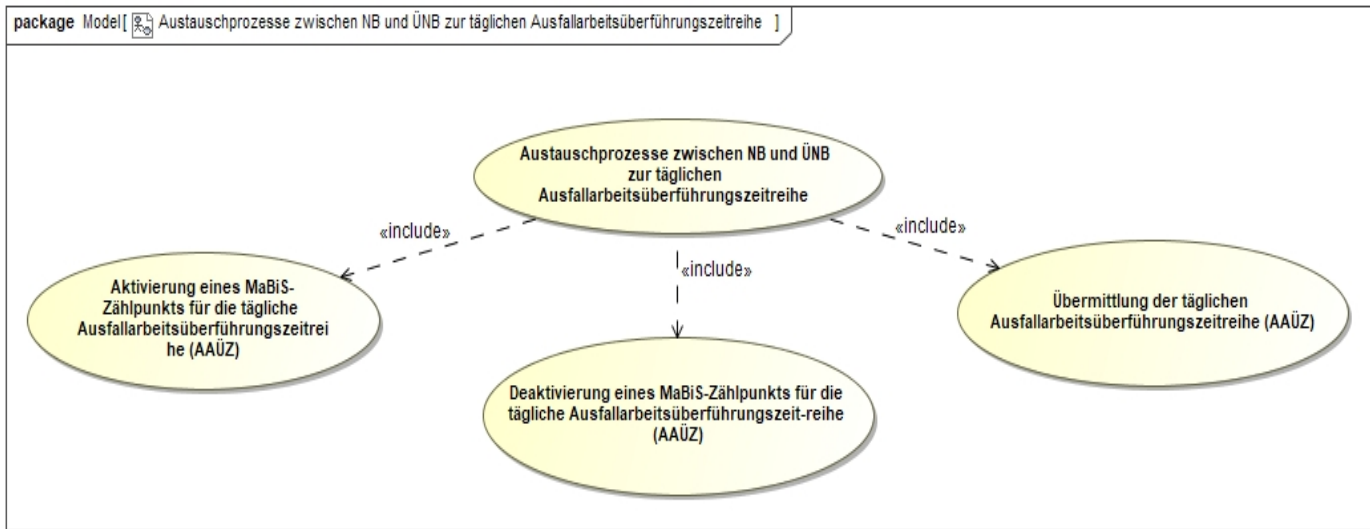 package Model [ Austauschprozesse zwischen NB und ÜNB zur täglichen Ausfallarbeitsüberführungszeitreihe ]
Austauschprozesse zwischen NB und ÜNB
zur täglichen
Ausfallarbeitsüberführungszeitreihe
«include»
«include»
«include»
Aktivierung eines MaBiS-
Zählpunkts für die tägliche
Ausfallarbeitsüberführungszeitrei
he (AAÜZ)
Übermittlung der täglichen
Ausfallarbeitsüberführungszeitreihe (AAÜZ)
Deaktivierung eines MaBiS-Zählpunkts für die
tägliche Ausfallarbeitsüberführungszeit-reihe
(AAÜZ)